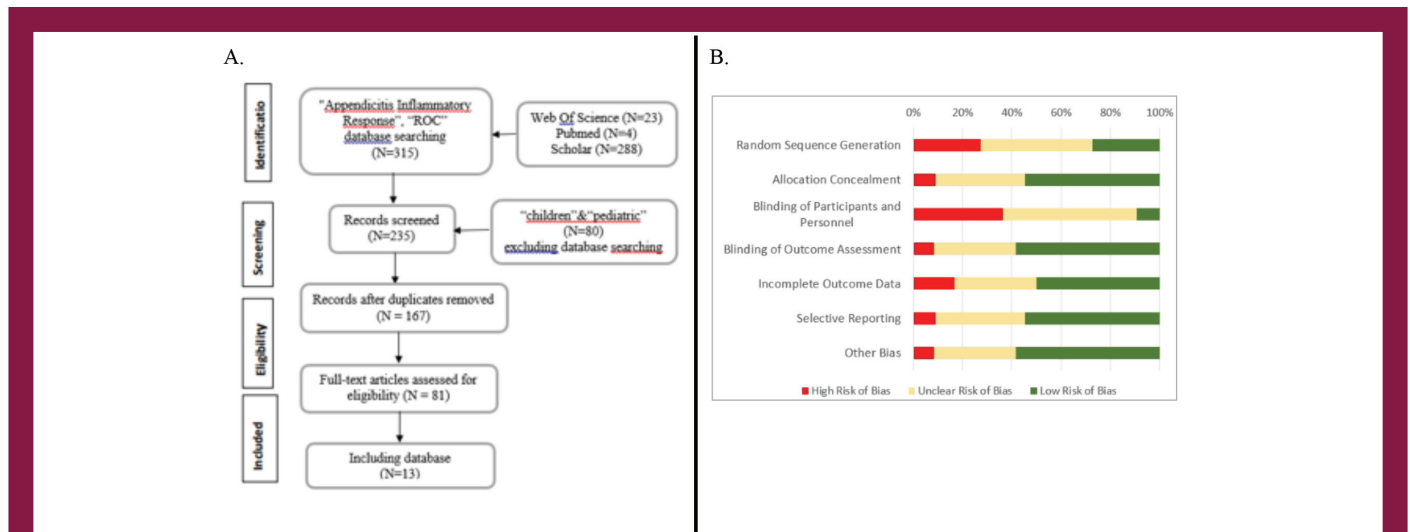 A.
Identificatio
"Appendicitis Inflammatory
Response", "ROC"
database searching
(N=315)
Web Of Science (N=23)
Pubmed (N=4)
Scholar (N=288)
Screening
Records screened
(N=235)
"children"&"pediatric"
(N=80)
excluding database searching
Eligibility
Records after duplicates removed
(N = 167)
Full-text articles assessed for
eligibility (N = 81)
Included
Including database
(N=13)
B.
0% 20% 40% 60% 80% 100%
Random Sequence Generation
Allocation Concealment
Blinding of Participants and
Personnel
Blinding of Outcome Assessment
Incomplete Outcome Data
Selective Reporting
Other Bias
High Risk of Bias Unclear Risk of Bias Low Risk of Bias